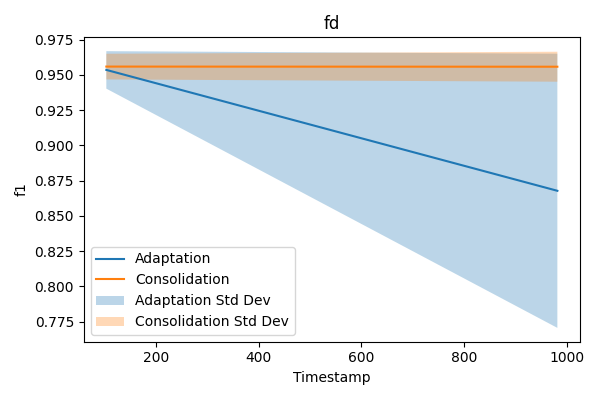 fd
0.975
0.950
0.925
0.900
0.875
0.850
0.825
0.800
0.775
f1
Adaptation
Consolidation
Adaptation Std Dev
Consolidation Std Dev
200 400 600 800 1000
Timestamp